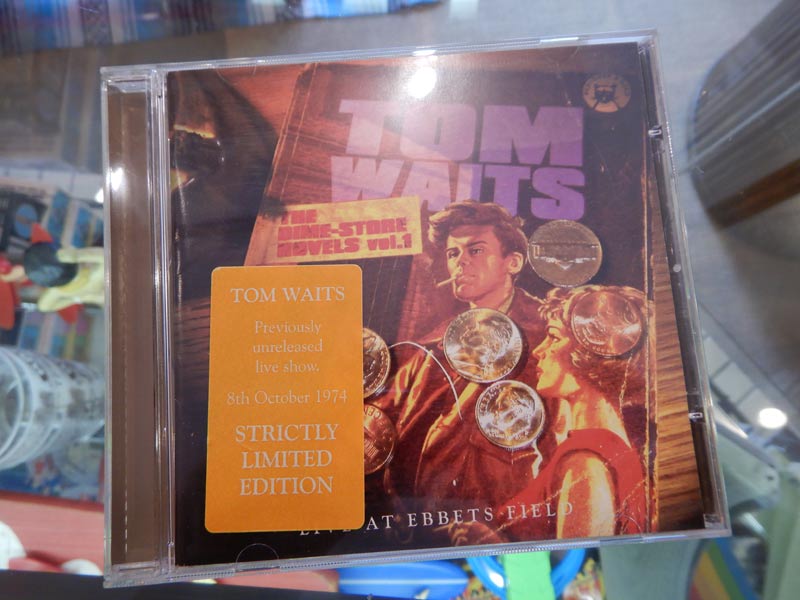 TOM
WAITS
THE
DIME-STORE
NOVELS VOL.1
TOM WAITS
Previously
unreleased
live show.
8th October 1974
STRICTLY
LIMITED
EDITION
LIVE AT EBBETS FIELD